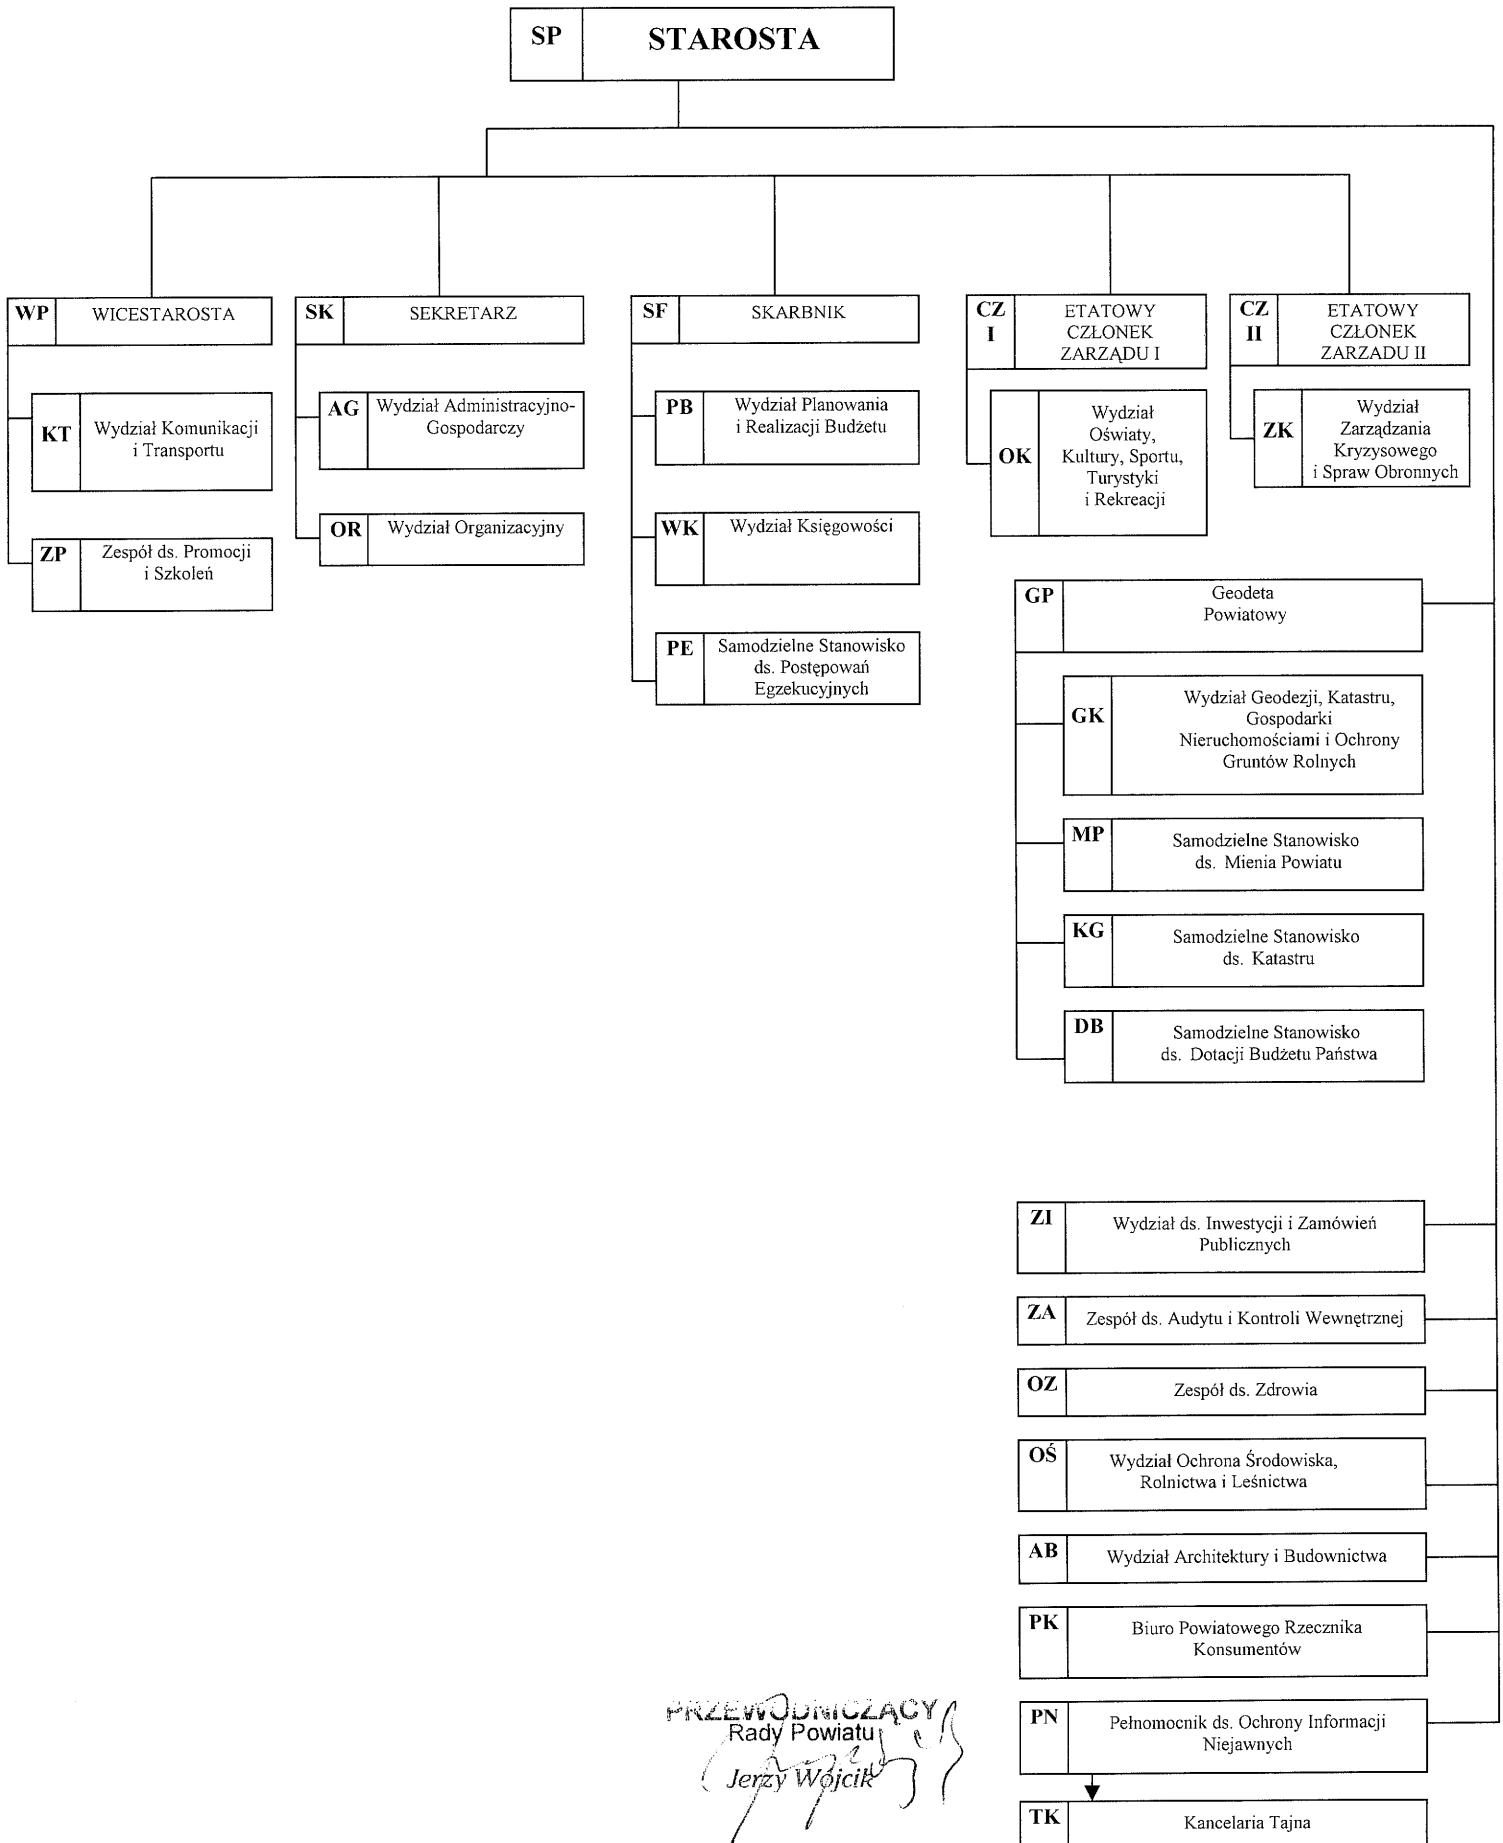 SP STAROSTA
WP WICESTAROSTA
KT Wydział Komunikacji
i Transportu
ZP Zespół ds. Promocji
i Szkoleń
SK SEKRETARZ
AG Wydział Administracyjno-
Gospodarczy
OR Wydział Organizacyjny
SF SKARBNIK
PB Wydział Planowania
i Realizacji Budżetu
WK Wydział Księgowości
PE Samodzielne Stanowisko
ds. Postępowań
Egzekucyjnych
CZ I ETATOWY
CZŁONEK
ZARZĄDU I
OK Wydział
Oświaty,
Kultury, Sportu,
Turystyki
i Rekreacji
CZ II ETATOWY
CZŁONEK
ZARZADU II
ZK Wydział
Zarządzania
Kryzysowego
i Spraw Obronnych
GP Geodeta
Powiatowy
GK Wydział Geodezji, Katastru,
Gospodarki
Nieruchomościami i Ochrony
Gruntów Rolnych
MP Samodzielne Stanowisko
ds. Mienia Powiatu
KG Samodzielne Stanowisko
ds. Katastru
DB Samodzielne Stanowisko
ds. Dotacji Budżetu Państwa
ZI Wydział ds. Inwestycji i Zamówień
Publicznych
ZA Zespół ds. Audytu i Kontroli Wewnętrznej
OZ Zespół ds. Zdrowia
OŚ Wydział Ochrona Środowiska,
Rolnictwa i Leśnictwa
AB Wydział Architektury i Budownictwa
PK Biuro Powiatowego Rzecznika
Konsumentów
PN Pełnomocnik ds. Ochrony Informacji
Niejawnych
TK Kancelaria Tajna
PRZEWODNICZĄCY
Rady Powiatu
Jerzy Wójcik